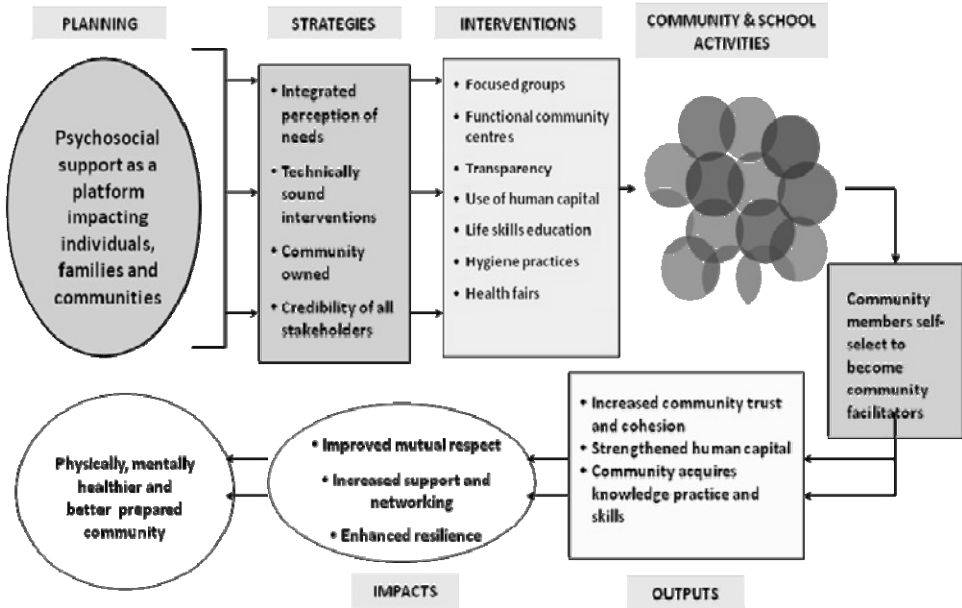 PLANNING
STRATEGIES
INTERVENTIONS
COMMUNITY & SCHOOL
ACTIVITIES
Psychosocial
support as a
platform
impacting
individuals,
families and
communities
• Integrated
perception of
needs
• Technically
sound
interventions
• Community
owned
• Credibility of all
stakeholders
• Focused groups
• Functional community
centres
• Transparency
• Use of human capital
• Life skills education
• Hygiene practices
• Health fairs
Community
members self-
select to
become
community
facilitators
• Increased community trust
and cohesion
• Strengthened human capital
• Community acquires
knowledge practice and
skills
• Improved mutual respect
• Increased support and
networking
• Enhanced resilience
Physically, mentally
healthier and
better prepared
community
IMPACTS
OUTPUTS